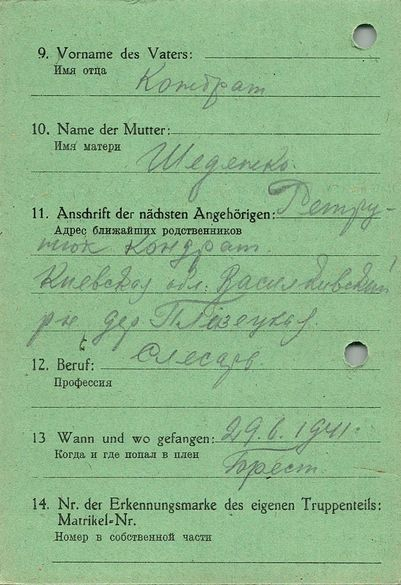 9. Vorname des Vaters:
Имя отца
Кондрат
10. Name der Mutter:
Имя матери
Шеденко.
11. Anschrift der nächsten Angehörigen: Петру-
Адрес ближайших родственников
тюк Кондрат.
Киевская обл. Васильковский
р-н дер
12. Beruf: Слесарь
Профессия
13 Wann und wo gefangen: 29.6.1941.
Когда и где попал в плен
Брест.
14. Nr. der Erkennungsmarke des eigenen Truppenteils:
Matrikel-Nr.
Номер в собственной части